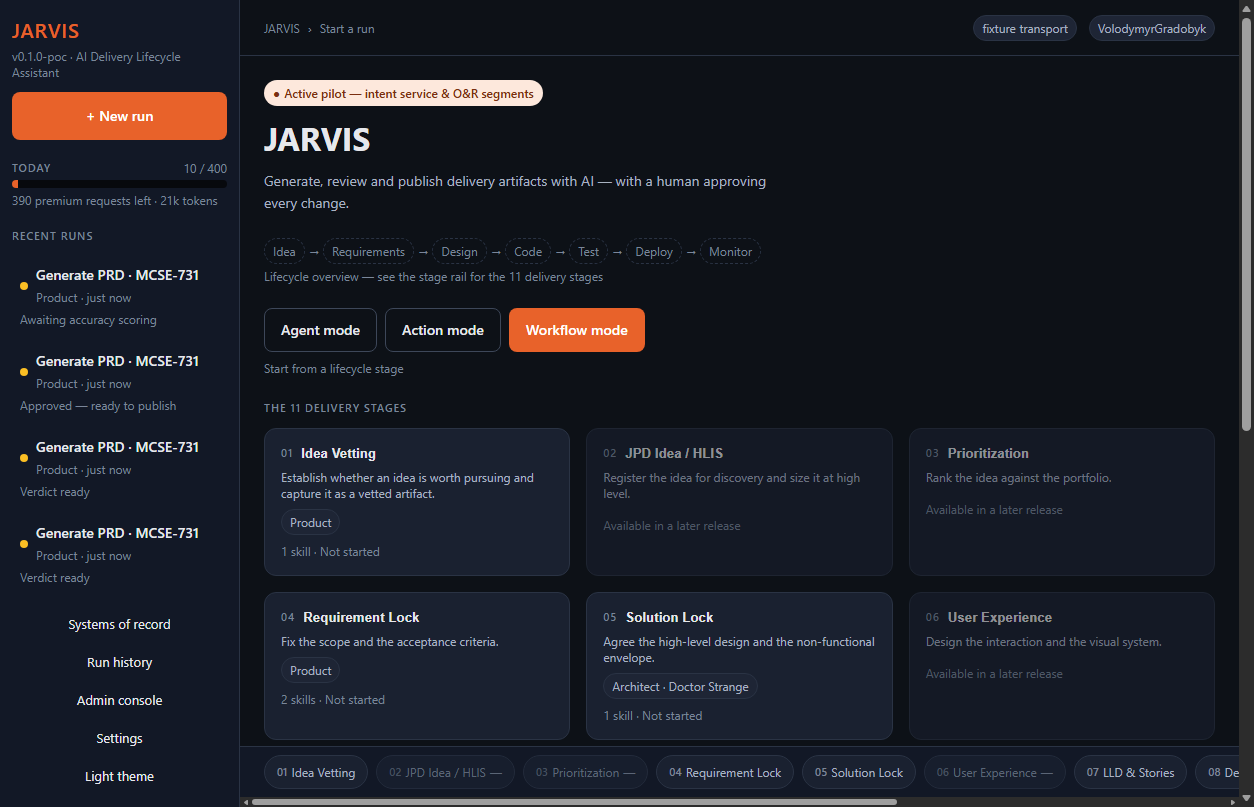 JARVIS
v0.1.0-poc · AI Delivery Lifecycle
Assistant
+ New run
TODAY 10 / 400
390 premium requests left · 21k tokens
RECENT RUNS
Generate PRD · MCSE-731
Product · just now
Awaiting accuracy scoring
Generate PRD · MCSE-731
Product · just now
Approved — ready to publish
Generate PRD · MCSE-731
Product · just now
Verdict ready
Generate PRD · MCSE-731
Product · just now
Verdict ready
Systems of record
Run history
Admin console
Settings
Light theme
JARVIS › Start a run
fixture transport
VolodymyrGradobyk
● Active pilot — intent service & O&R segments
JARVIS
Generate, review and publish delivery artifacts with AI — with a human approving
every change.
Idea → Requirements → Design → Code → Test → Deploy → Monitor
Lifecycle overview — see the stage rail for the 11 delivery stages
Agent mode
Action mode
Workflow mode
Start from a lifecycle stage
THE 11 DELIVERY STAGES
01 Idea Vetting
Establish whether an idea is worth pursuing and
capture it as a vetted artifact.
Product
1 skill · Not started
02 JPD Idea / HLIS
Register the idea for discovery and size it at high
level.
Available in a later release
03 Prioritization
Rank the idea against the portfolio.
Available in a later release
04 Requirement Lock
Fix the scope and the acceptance criteria.
Product
2 skills · Not started
05 Solution Lock
Agree the high-level design and the non-functional
envelope.
Architect · Doctor Strange
1 skill · Not started
06 User Experience
Design the interaction and the visual system.
Available in a later release
01 Idea Vetting
02 JPD Idea / HLIS —
03 Prioritization —
04 Requirement Lock
05 Solution Lock
06 User Experience —
07 LLD & Stories
08 De